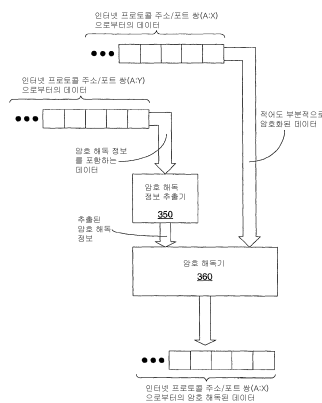 인터넷 프로토콜 주소/포트 쌍(A:X)
으로부터의 데이터
인터넷 프로토콜 주소/포트 쌍(A:Y)
으로부터의 데이터
적어도 부분적으로
암호화된 데이터
암호 해독 정보
를 포함하는
데이터
암호 해독
정보 추출기
350
추출된
암호 해독
정보
암호 해독기
360
인터넷 프로토콜 주소/포트 쌍(A:X)
으로부터의 암호 해독된 데이터